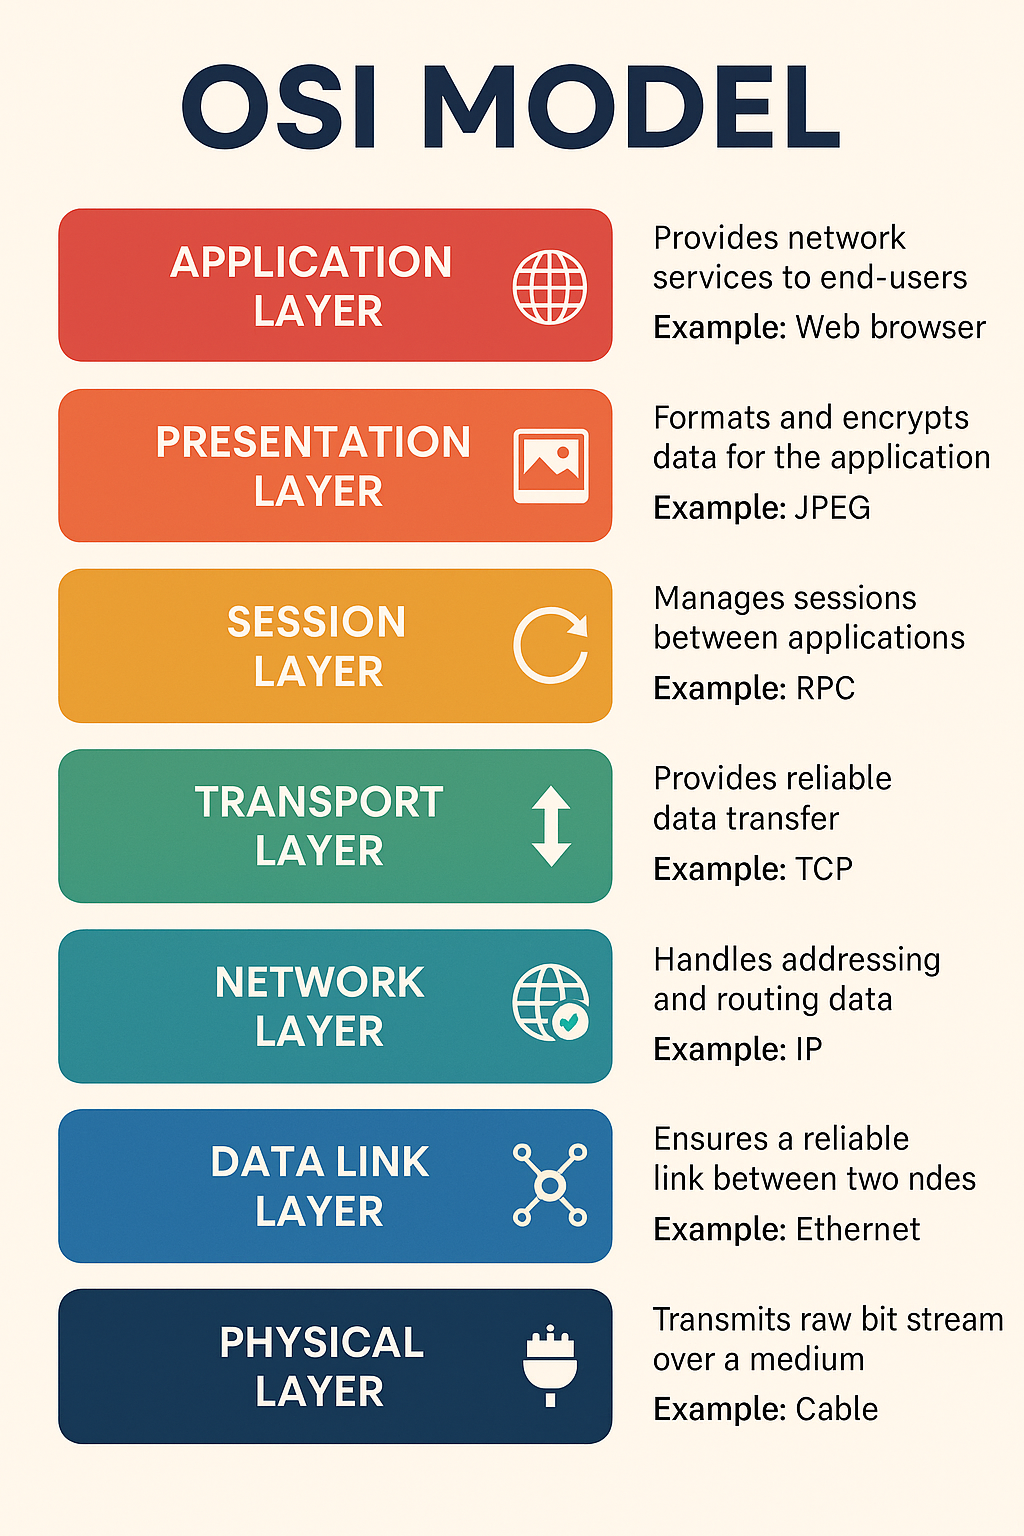 OSI MODEL
APPLICATION
LAYER
Provides network
services to end-users
Example: Web browser
PRESENTATION
LAYER
Formats and encrypts
data for the application
Example: JPEG
SESSION
LAYER
Manages sessions
between applications
Example: RPC
TRANSPORT
LAYER
Provides reliable
data transfer
Example: TCP
NETWORK
LAYER
Handles addressing
and routing data
Example: IP
DATA LINK
LAYER
Ensures a reliable
link between two ndes
Example: Ethernet
PHYSICAL
LAYER
Transmits raw bit stream
over a medium
Example: Cable